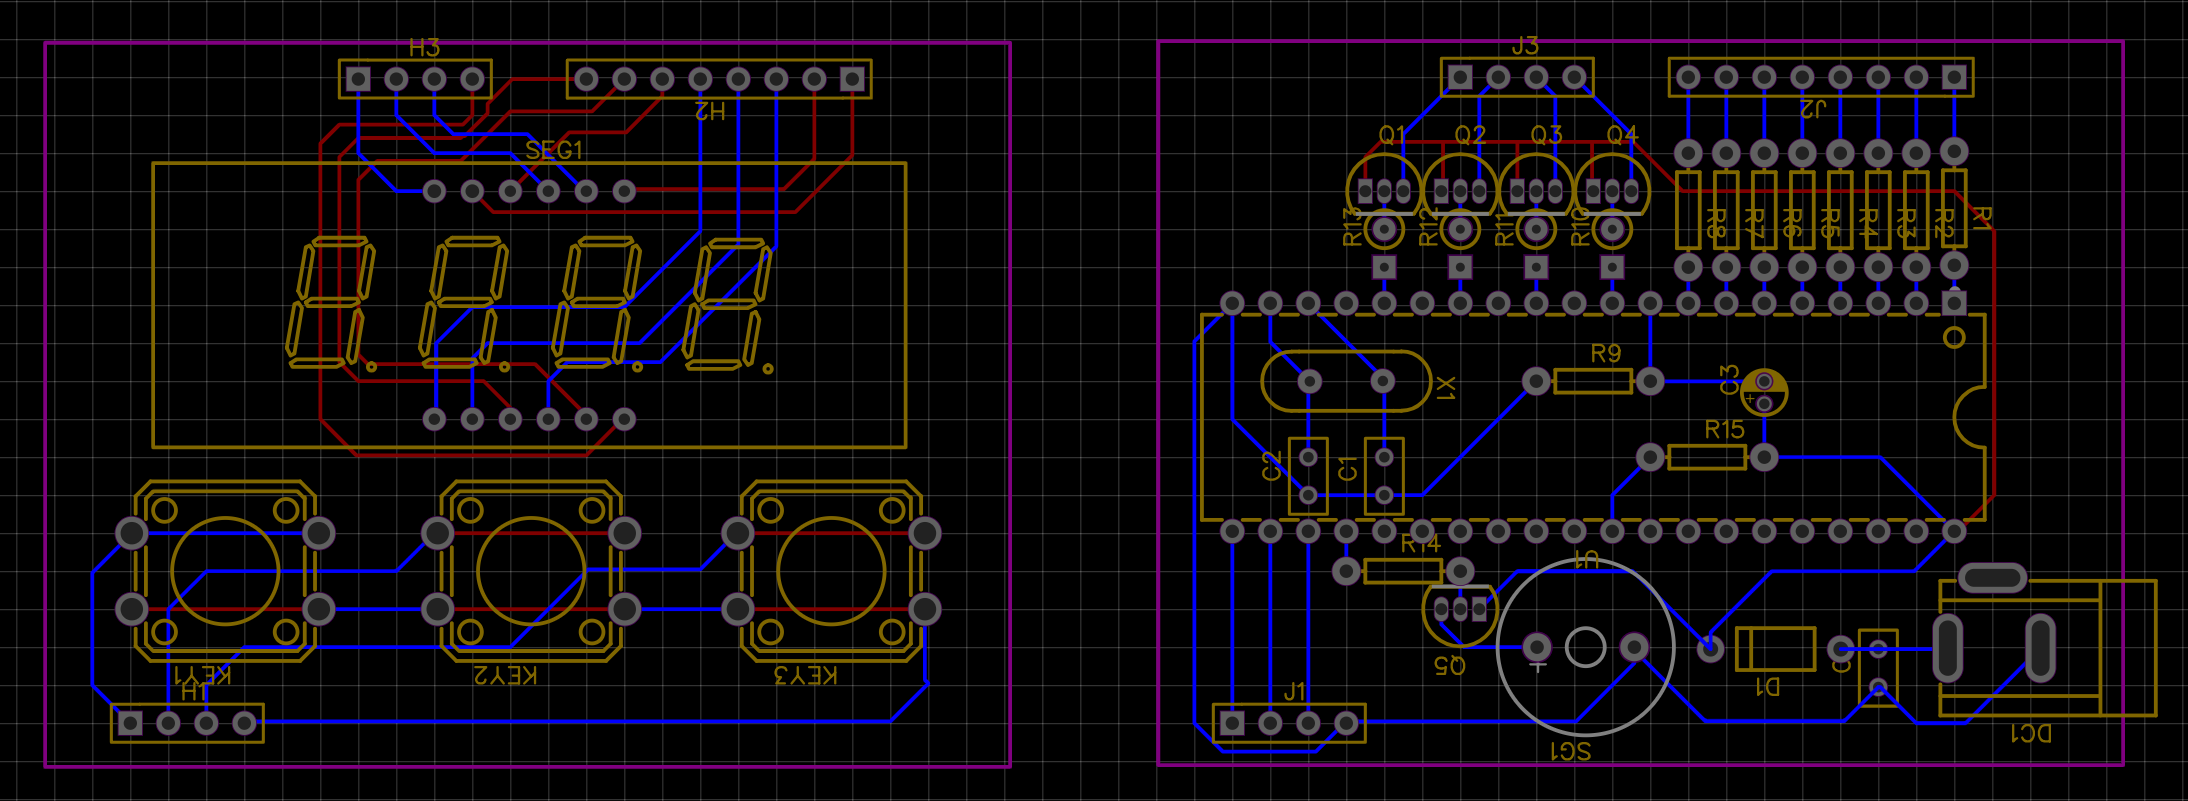 H3
H2
SEG1
KEY1
KEY2
KEY3
H1
J3
J2
Q1
Q2
Q3
Q4
R13
R12
R11
R10
R8
R7
R6
R5
R4
R3
R2
R1
X1
R9
C3
+
R15
C2
C1
R14
U1
Q5
+
J1
SG1
D1
C
DC1